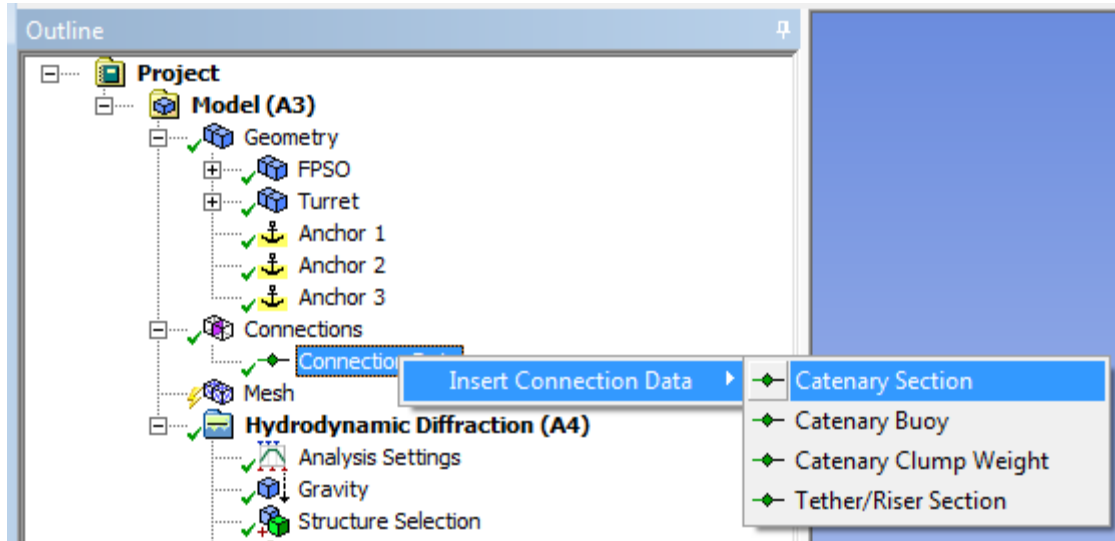 Outline
Project
Model (A3)
Geometry
FPSO
Turret
Anchor 1
Anchor 2
Anchor 3
Connections
Connection
Insert Connection Data
Catenary Section
Mesh
Catenary Buoy
Hydrodynamic Diffraction (A4)
Catenary Clump Weight
Analysis Settings
Gravity
Tether/Riser Section
Structure Selection